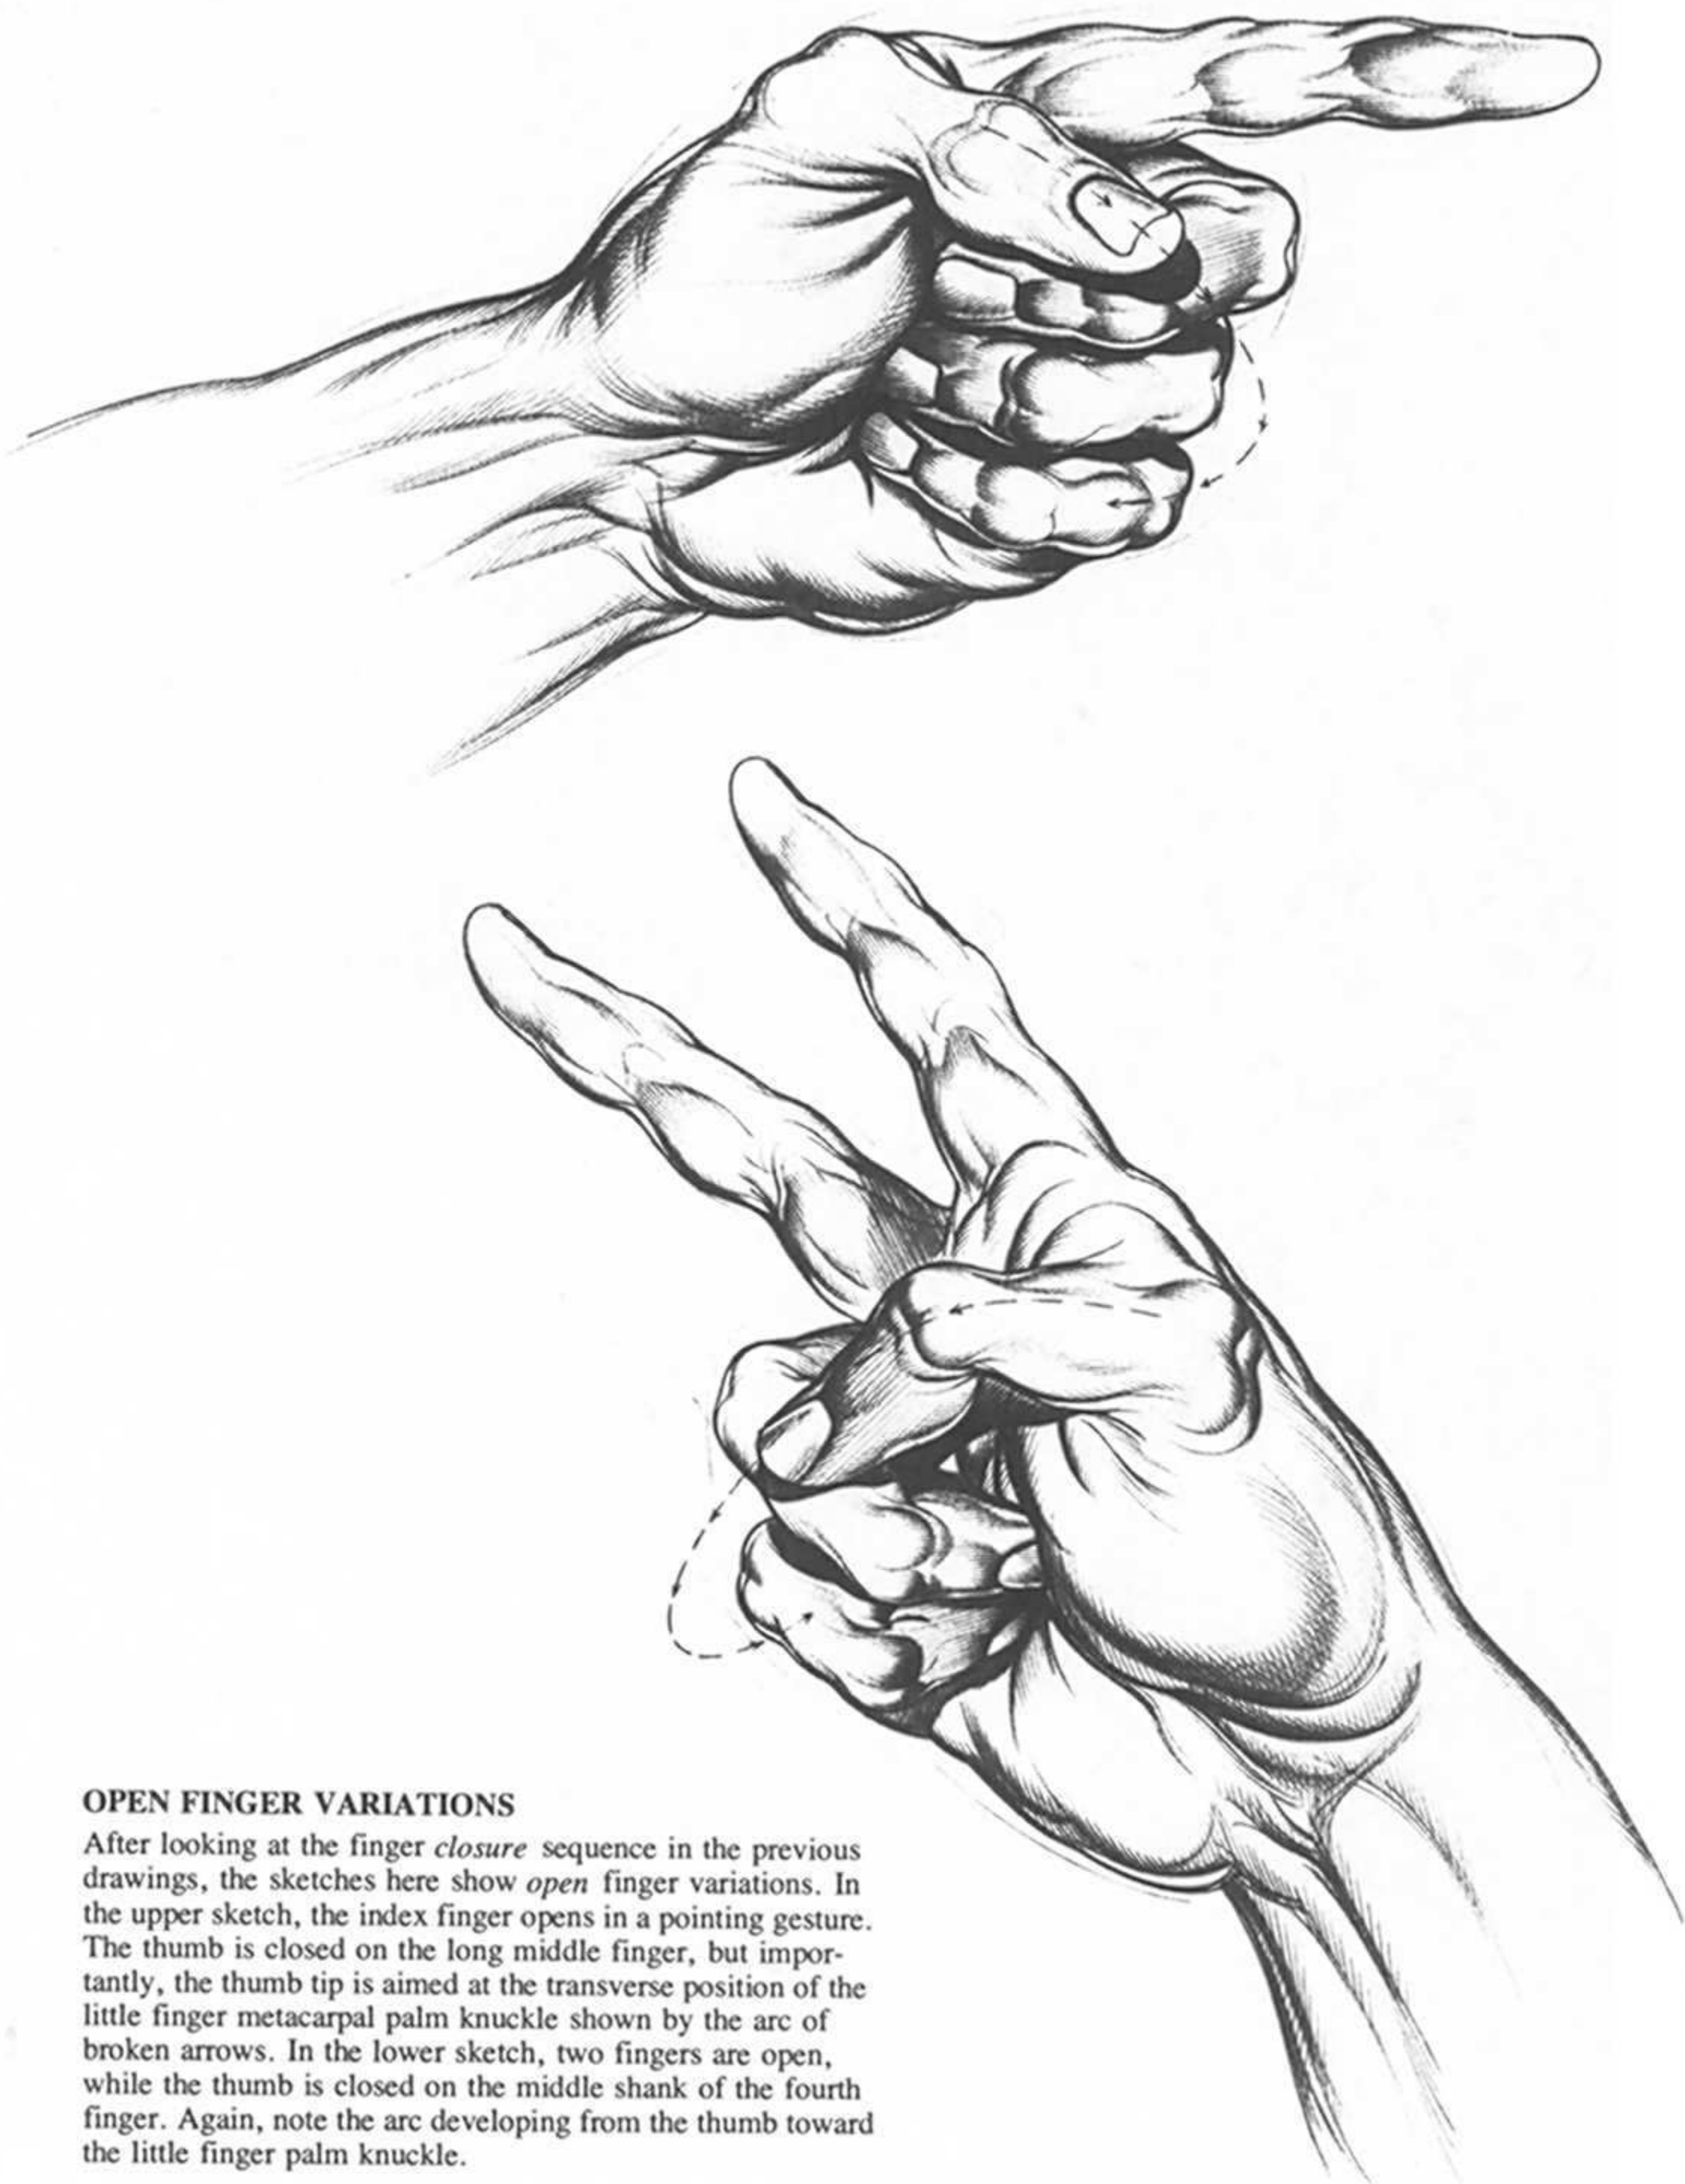 OPEN FINGER VARIATIONS
After looking at the finger closure sequence in the previous
drawings, the sketches here show open finger variations. In
the upper sketch, the index finger opens in a pointing gesture.
The thumb is closed on the long middle finger, but impor-
tantly, the thumb tip is aimed at the transverse position of the
little finger metacarpal palm knuckle shown by the arc of
broken arrows. In the lower sketch, two fingers are open,
while the thumb is closed on the middle shank of the fourth
finger. Again, note the arc developing from the thumb toward
the little finger palm knuckle.